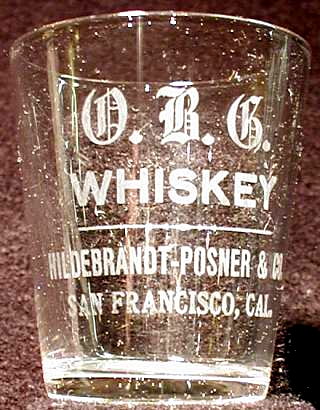 O. B. G.
WHISKEY
HILDEBRANDT-POSNER & CO.
SAN FRANCISCO, CAL.